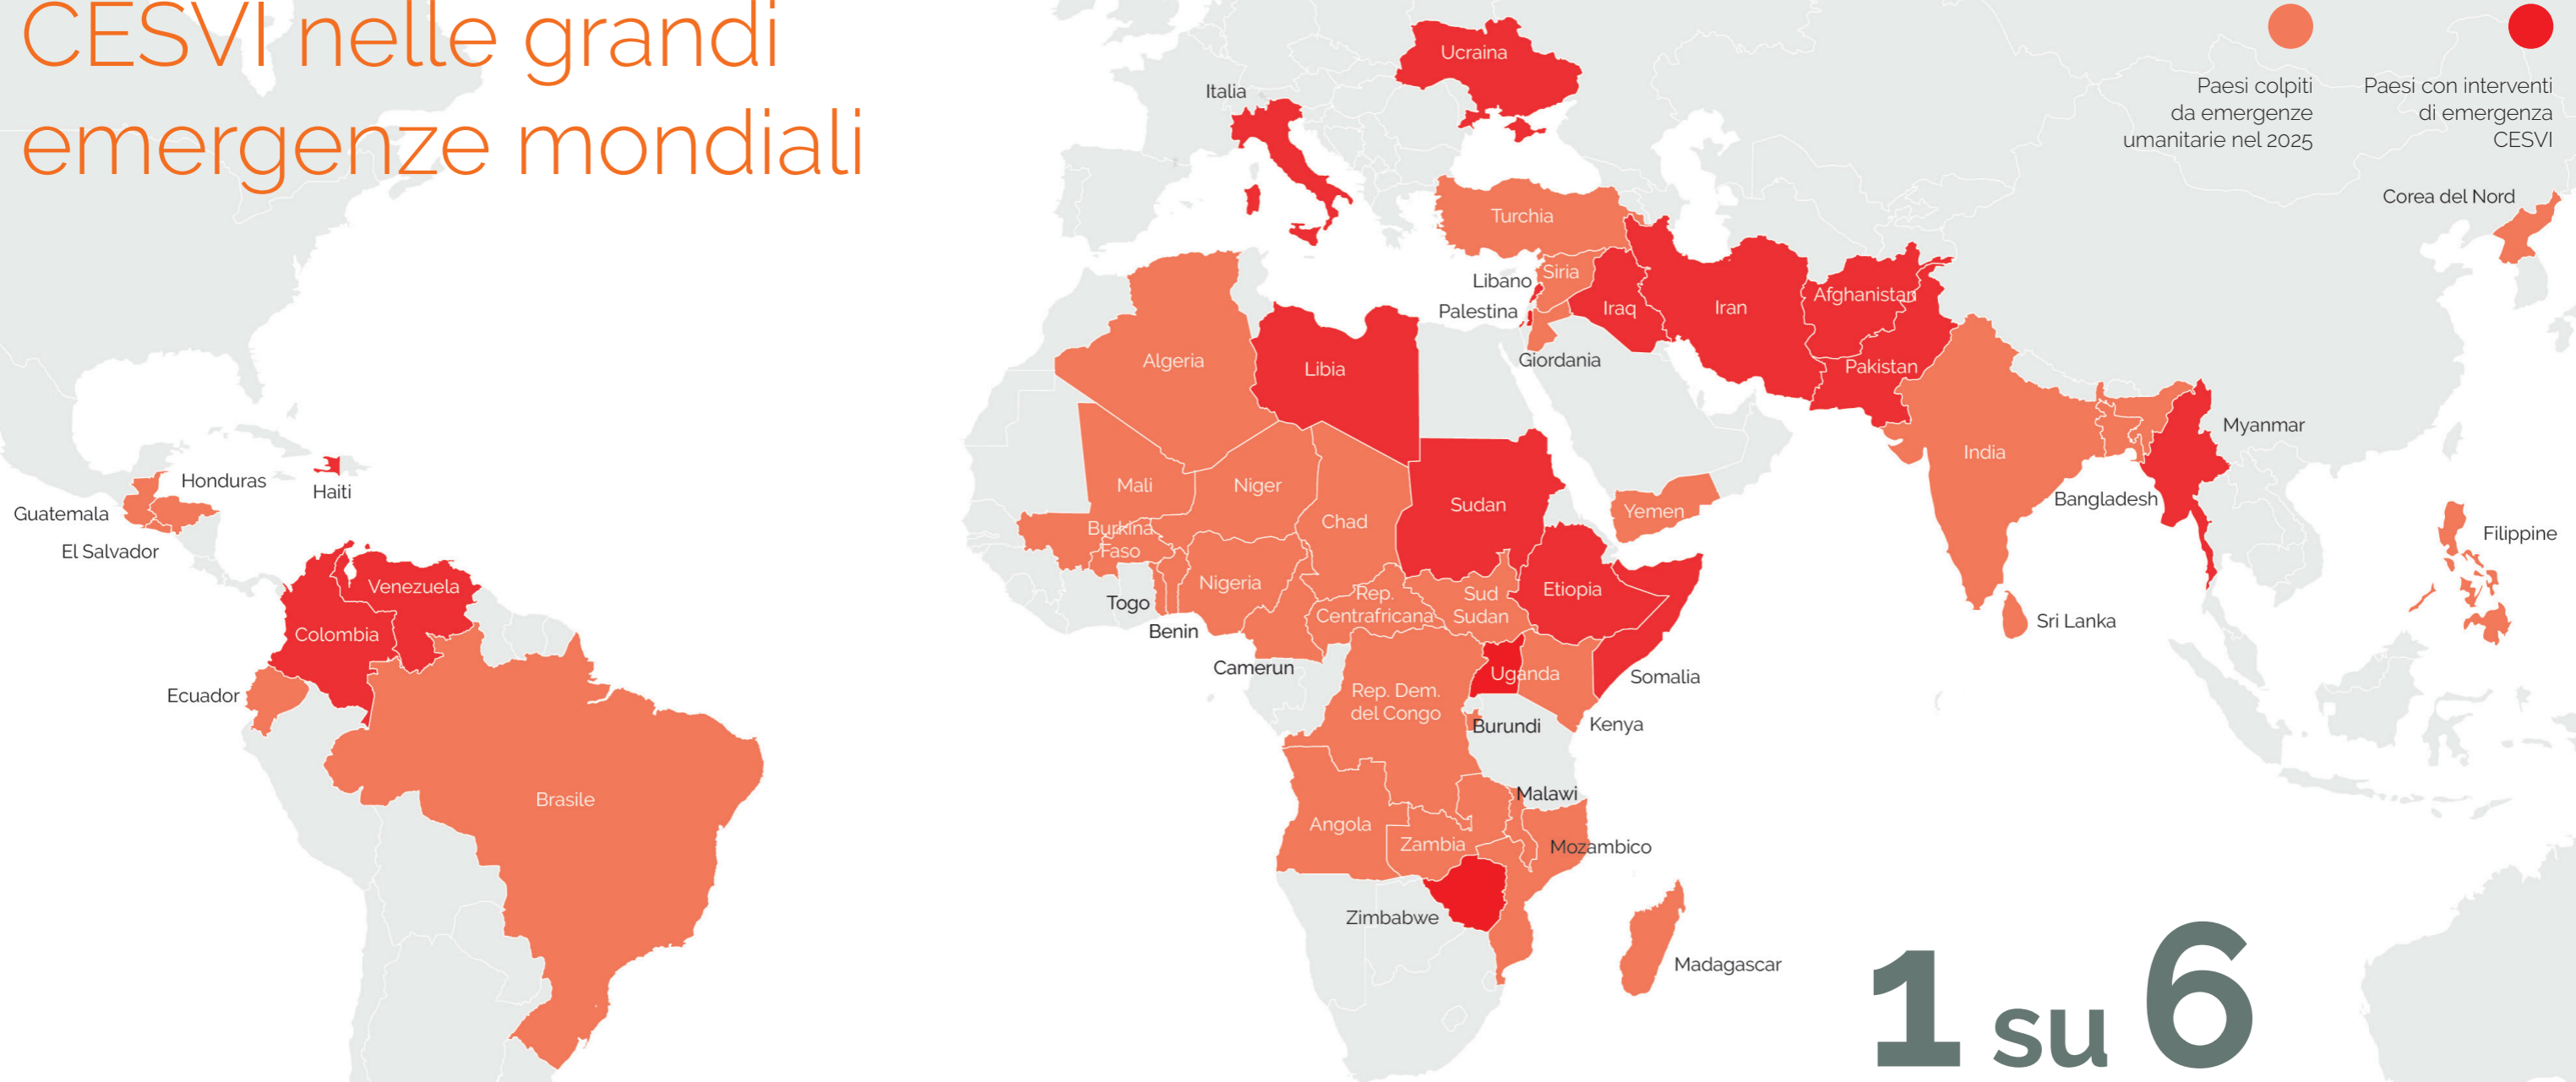 CESVI nelle grandi
emergenze mondiali
Paesi colpiti
da emergenze
umanitarie nel 2025
Paesi con interventi
di emergenza
CESVI
Ucraina
Italia
Corea del Nord
Turchia
Siria
Libano
Palestina
Iraq
Iran
Afghanistan
Giordania
Pakistan
Algeria
Libia
Myanmar
India
Honduras
Haiti
Guatemala
El Salvador
Mali
Niger
Chad
Sudan
Yemen
Bangladesh
Filippine
Burkina
Faso
Venezuela
Nigeria
Etiopia
Togo
Benin
Rep.
Centrafricana
Sud
Sudan
Sri Lanka
Colombia
Camerun
Uganda
Somalia
Ecuador
Rep. Dem.
del Congo
Burundi
Kenya
Brasile
Malawi
Angola
Zambia
Mozambico
Zimbabwe
Madagascar
1 su 6